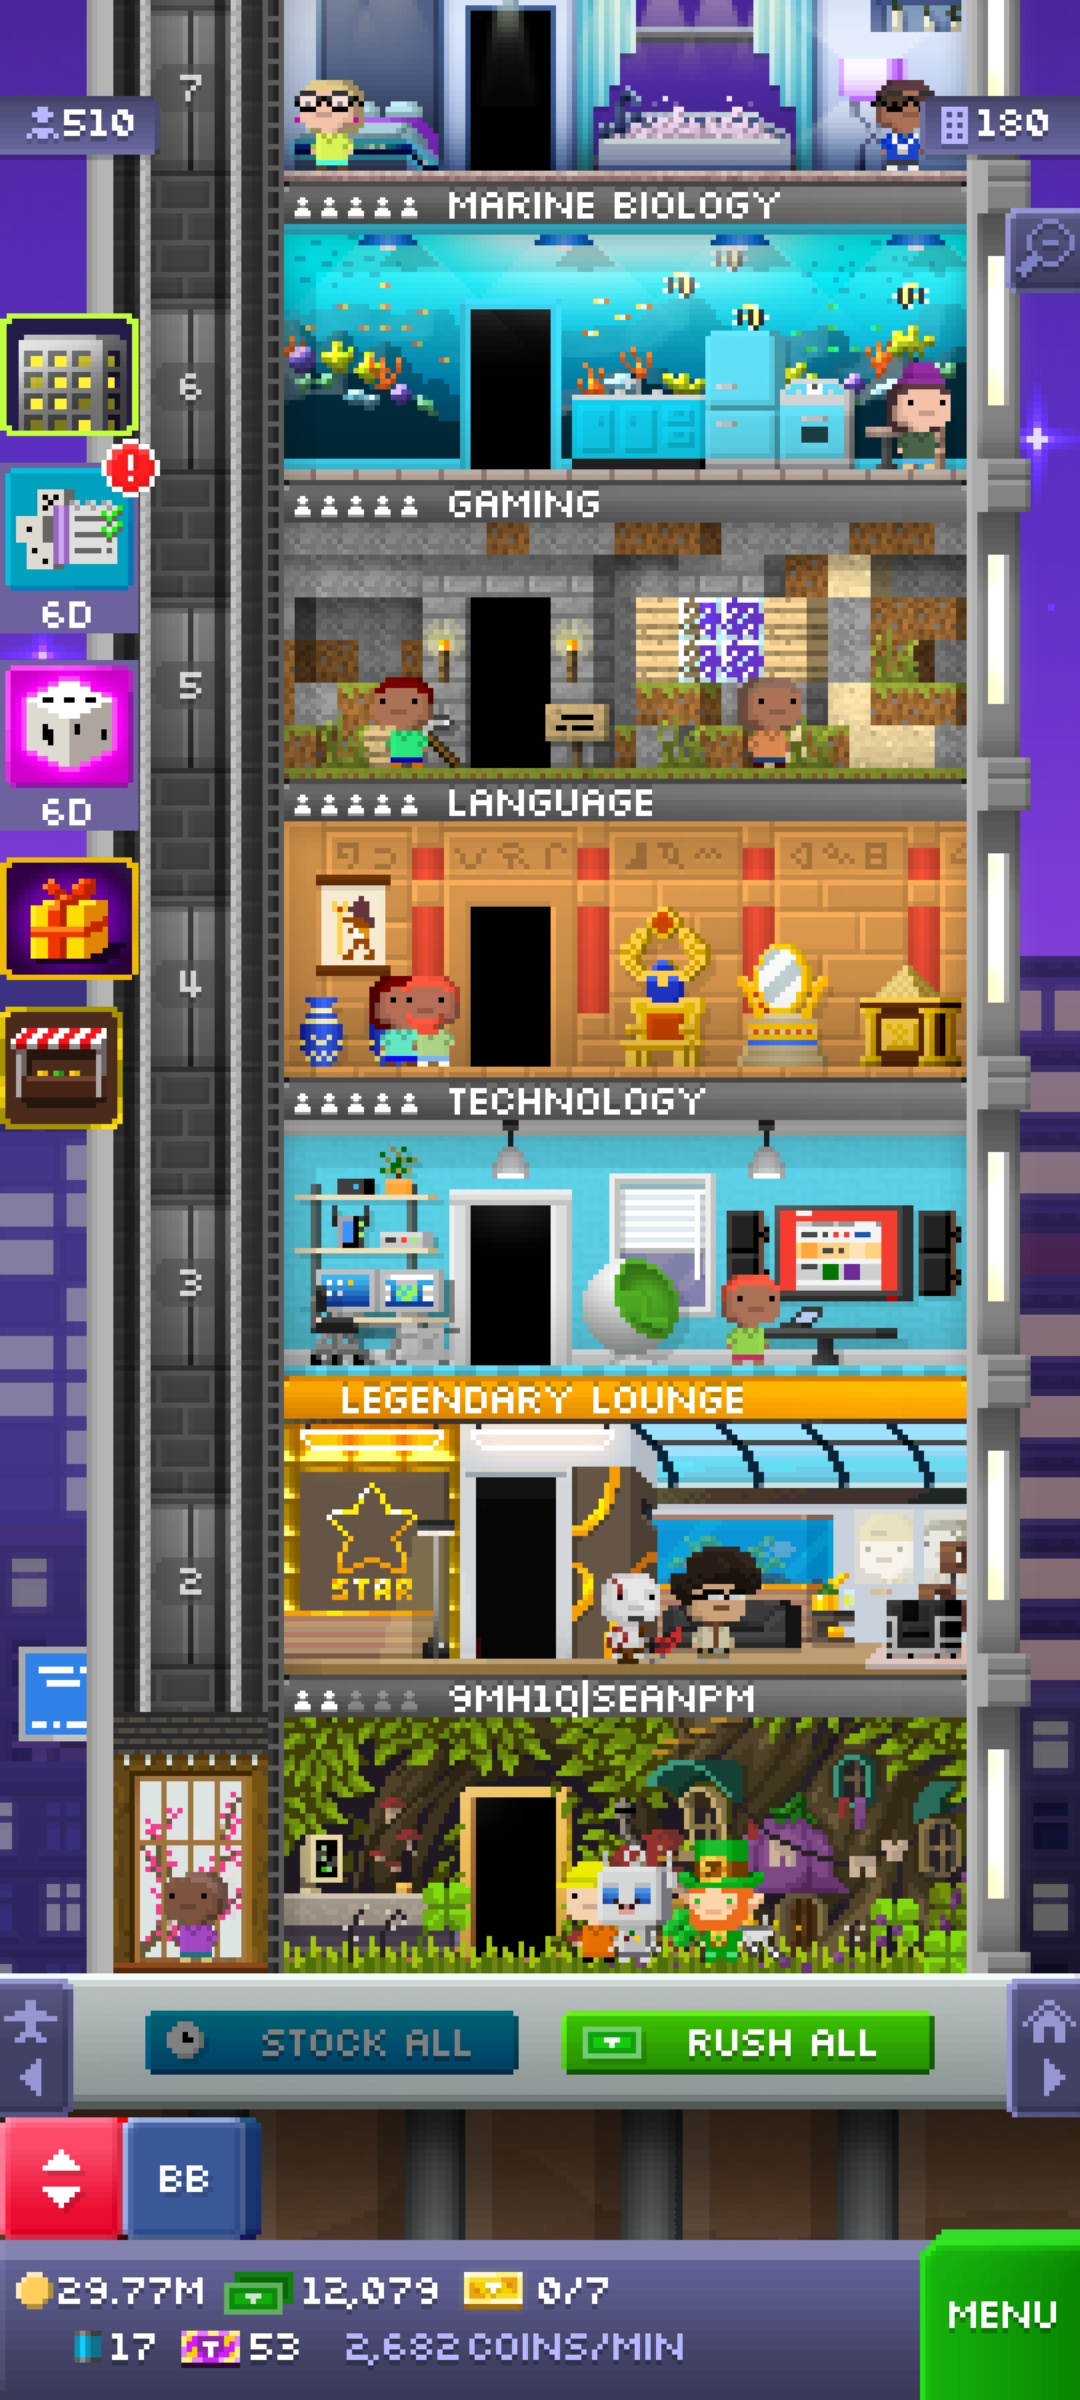 7
510
180
MARINE BIOLOGY
6
GAMING
6D
5
LANGUAGE
6D
4
TECHNOLOGY
3
LEGENDARY LOUNGE
STAR
2
9MH1Q|SEANPM
STOCK ALL
RUSH ALL
BB
29.77M 12,079 0/7
17 53 2,682 COINS/MIN
MENU